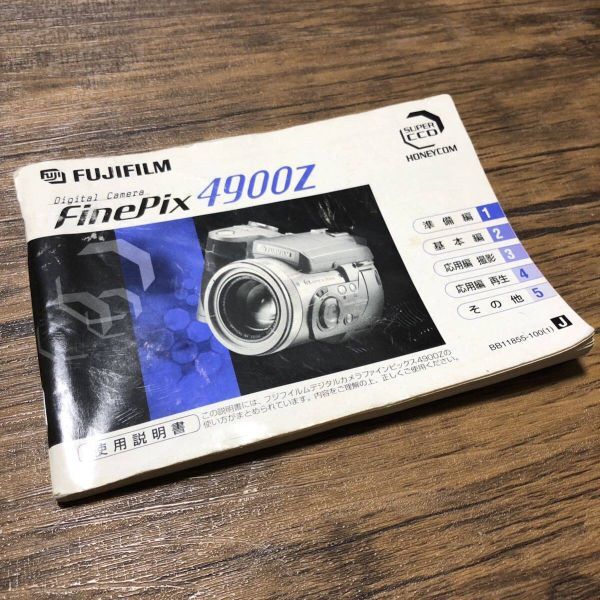 FUJIFILM
Digital Camera
FinePix 4900Z
SUPER
CCD
HONEYCOM
FUJIFILM
準備編 1
基本編 2
応用編 撮影 3
応用編 再生 4
その他 5
BB11855-100(1) J
使用説明書
この説明書には、フジフイルムデジタルカメラファインピックス4900Zの
使い方がまとめられています。内容をご理解の上、正しくご使用ください。